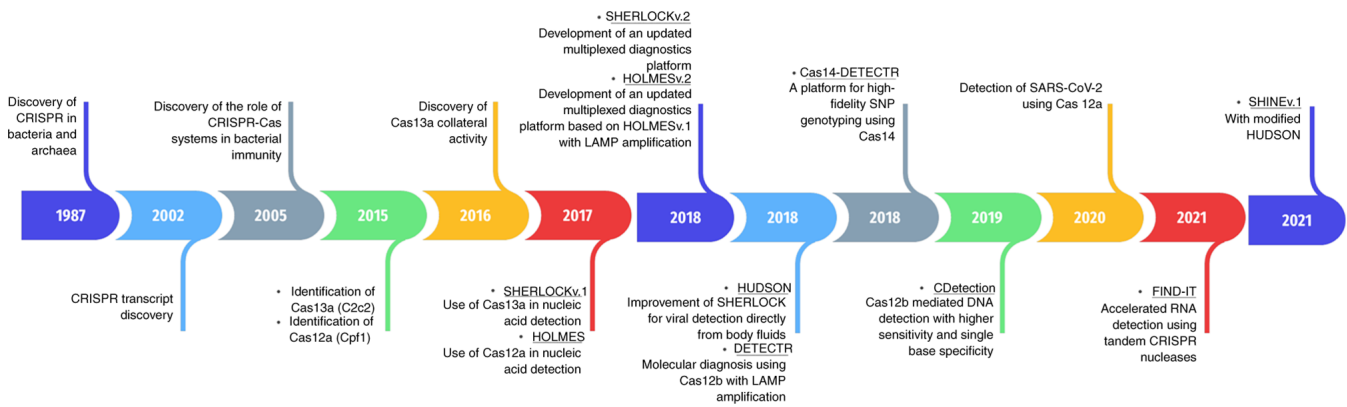 • SHERLOCKv.2
Development of an updated
multiplexed diagnostics
platform
• HOLMESv.2
Development of an updated
multiplexed diagnostics
platform based on HOLMESv.1
with LAMP amplification
Discovery of
CRISPR in
bacteria and
archaea
Discovery of the role of
CRISPR-Cas
systems in bacterial
immunity
Discovery of
Cas13a collateral
activity
• Cas14-DETECTR
A platform for high-
fidelity SNP
genotyping using
Cas14
Detection of SARS-CoV-2
using Cas 12a
• SHINEv.1
With modified
HUDSON
1987
2002
2005
2015
2016
2017
2018
2018
2018
2019
2020
2021
2021
CRISPR transcript
discovery
• Identification of
Cas13a (C2c2)
• Identification of
Cas12a (Cpf1)
• SHERLOCKv.1
Use of Cas13a in nucleic
acid detection
• HOLMES
Use of Cas12a in nucleic
acid detection
• HUDSON
Improvement of SHERLOCK
for viral detection directly
from body fluids
• DETECTR
Molecular diagnosis using
Cas12b with LAMP
amplification
• CDetection
Cas12b mediated DNA
detection with higher
sensitivity and single
base specificity
• FIND-IT
Accelerated RNA
detection using
tandem CRISPR
nucleases